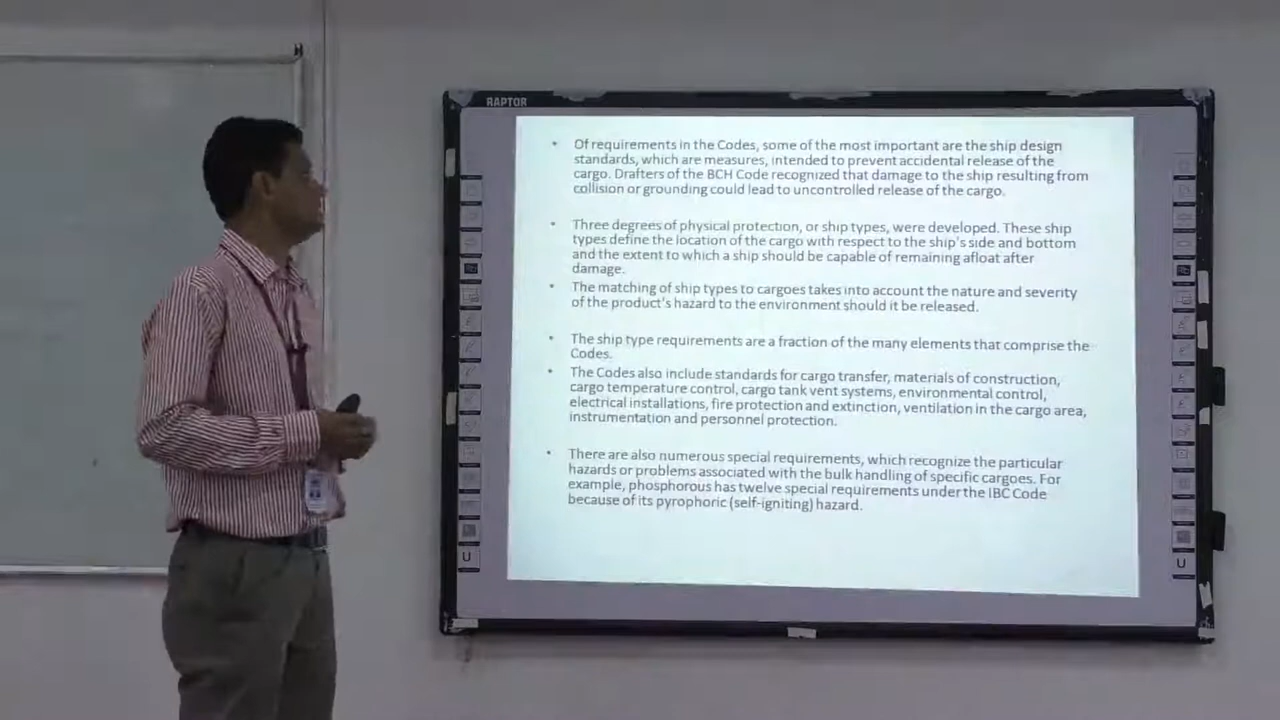 RAPTOR
• Of requirements in the Codes, some of the most important are the ship design
standards, which are measures, intended to prevent accidental release of the
cargo. Drafters of the BCH Code recognized that damage to the ship resulting from
collision or grounding could lead to uncontrolled release of the cargo.
• Three degrees of physical protection, or ship types, were developed. These ship
types define the location of the cargo with respect to the ship's side and bottom
and the extent to which a ship should be capable of remaining afloat after
damage.
• The matching of ship types to cargoes takes into account the nature and severity
of the product's hazard to the environment should it be released.
• The ship type requirements are a fraction of the many elements that comprise the
Codes.
• The Codes also include standards for cargo transfer, materials of construction,
cargo temperature control, cargo tank vent systems, environmental control,
electrical installations, fire protection and extinction, ventilation in the cargo area,
instrumentation and personnel protection.
• There are also numerous special requirements, which recognize the particular
hazards or problems associated with the bulk handling of specific cargoes. For
example, phosphorous has twelve special requirements under the IBC Code
because of its pyrophoric (self-igniting) hazard.
U
U